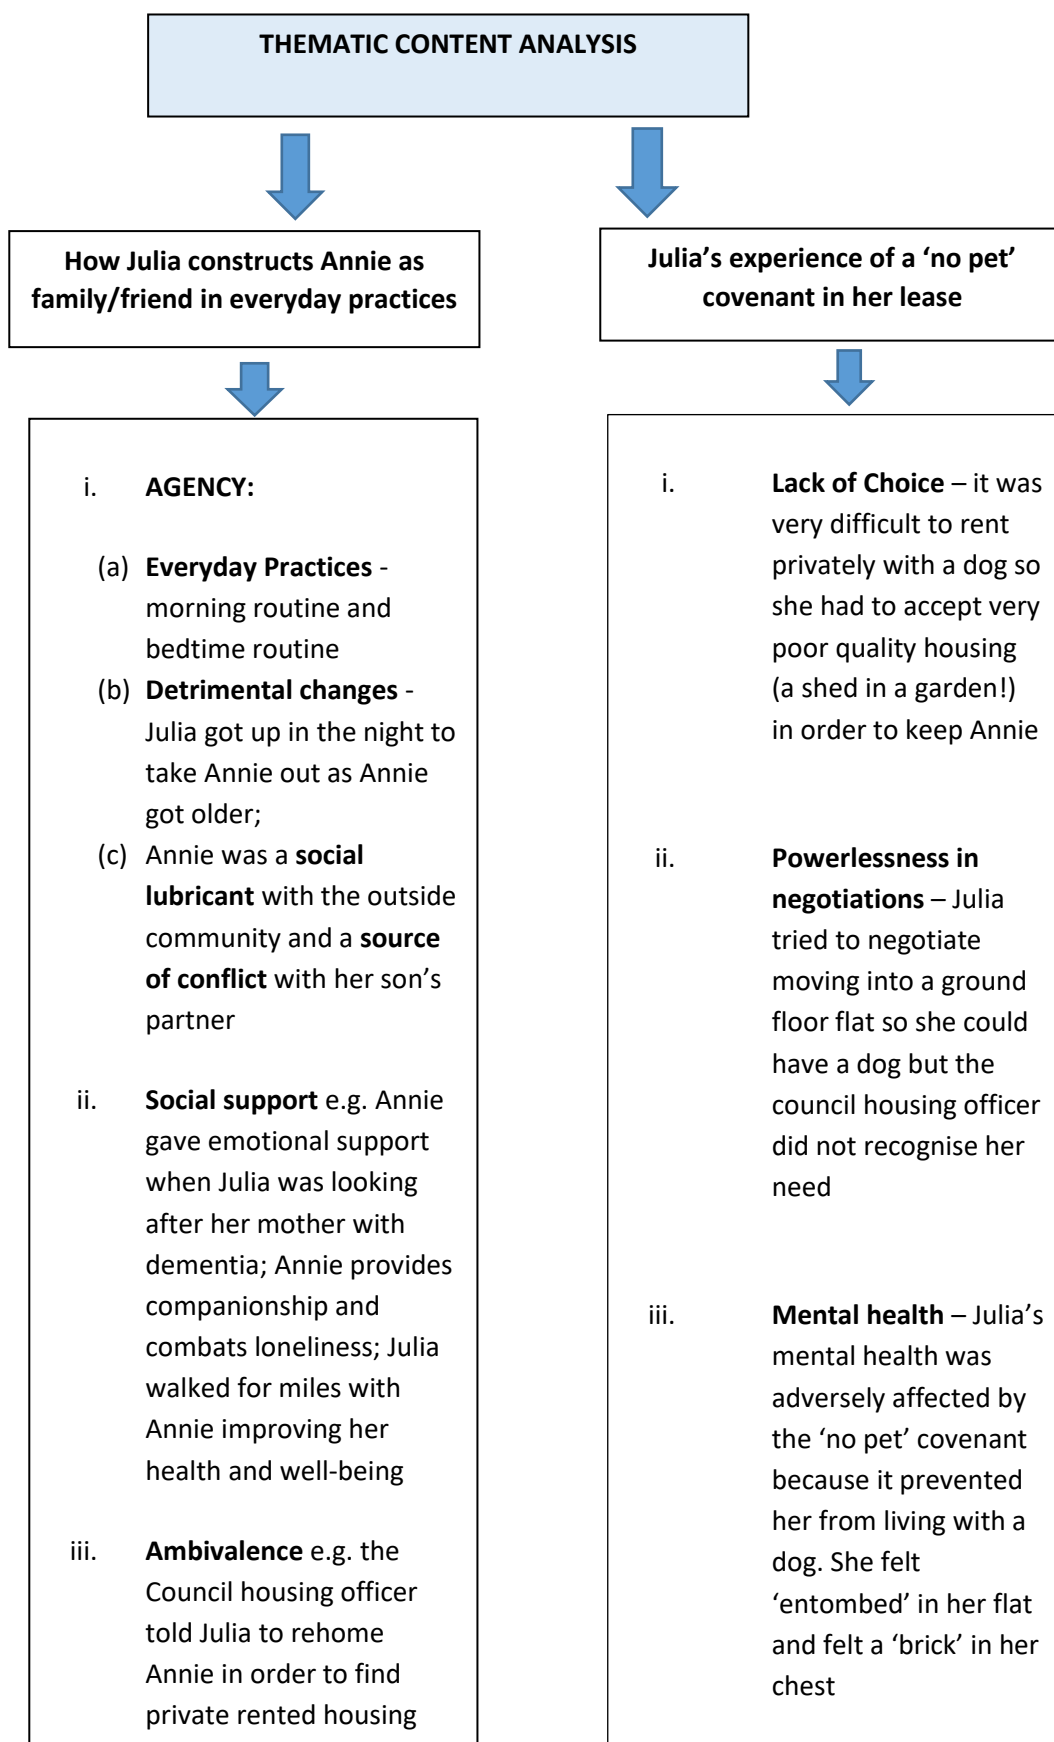 THEMATIC CONTENT ANALYSIS
How Julia constructs Annie as
family/friend in everyday practices
i. AGENCY:
(a) Everyday Practices -
morning routine and
bedtime routine
(b) Detrimental changes -
Julia got up in the night to
take Annie out as Annie
got older;
(c) Annie was a social
lubricant with the outside
community and a source
of conflict with her son’s
partner
ii. Social support e.g. Annie
gave emotional support
when Julia was looking
after her mother with
dementia; Annie provides
companionship and
combats loneliness; Julia
walked for miles with
Annie improving her
health and well-being
iii. Ambivalence e.g. the
Council housing officer
told Julia to rehome
Annie in order to find
private rented housing
Julia’s experience of a ‘no pet’
covenant in her lease
i. Lack of Choice – it was
very difficult to rent
privately with a dog so
she had to accept very
poor quality housing
(a shed in a garden!)
in order to keep Annie
ii. Powerlessness in
negotiations – Julia
tried to negotiate
moving into a ground
floor flat so she could
have a dog but the
council housing officer
did not recognise her
need
iii. Mental health – Julia’s
mental health was
adversely affected by
the ‘no pet’ covenant
because it prevented
her from living with a
dog. She felt
‘entombed’ in her flat
and felt a ‘brick’ in her
chest